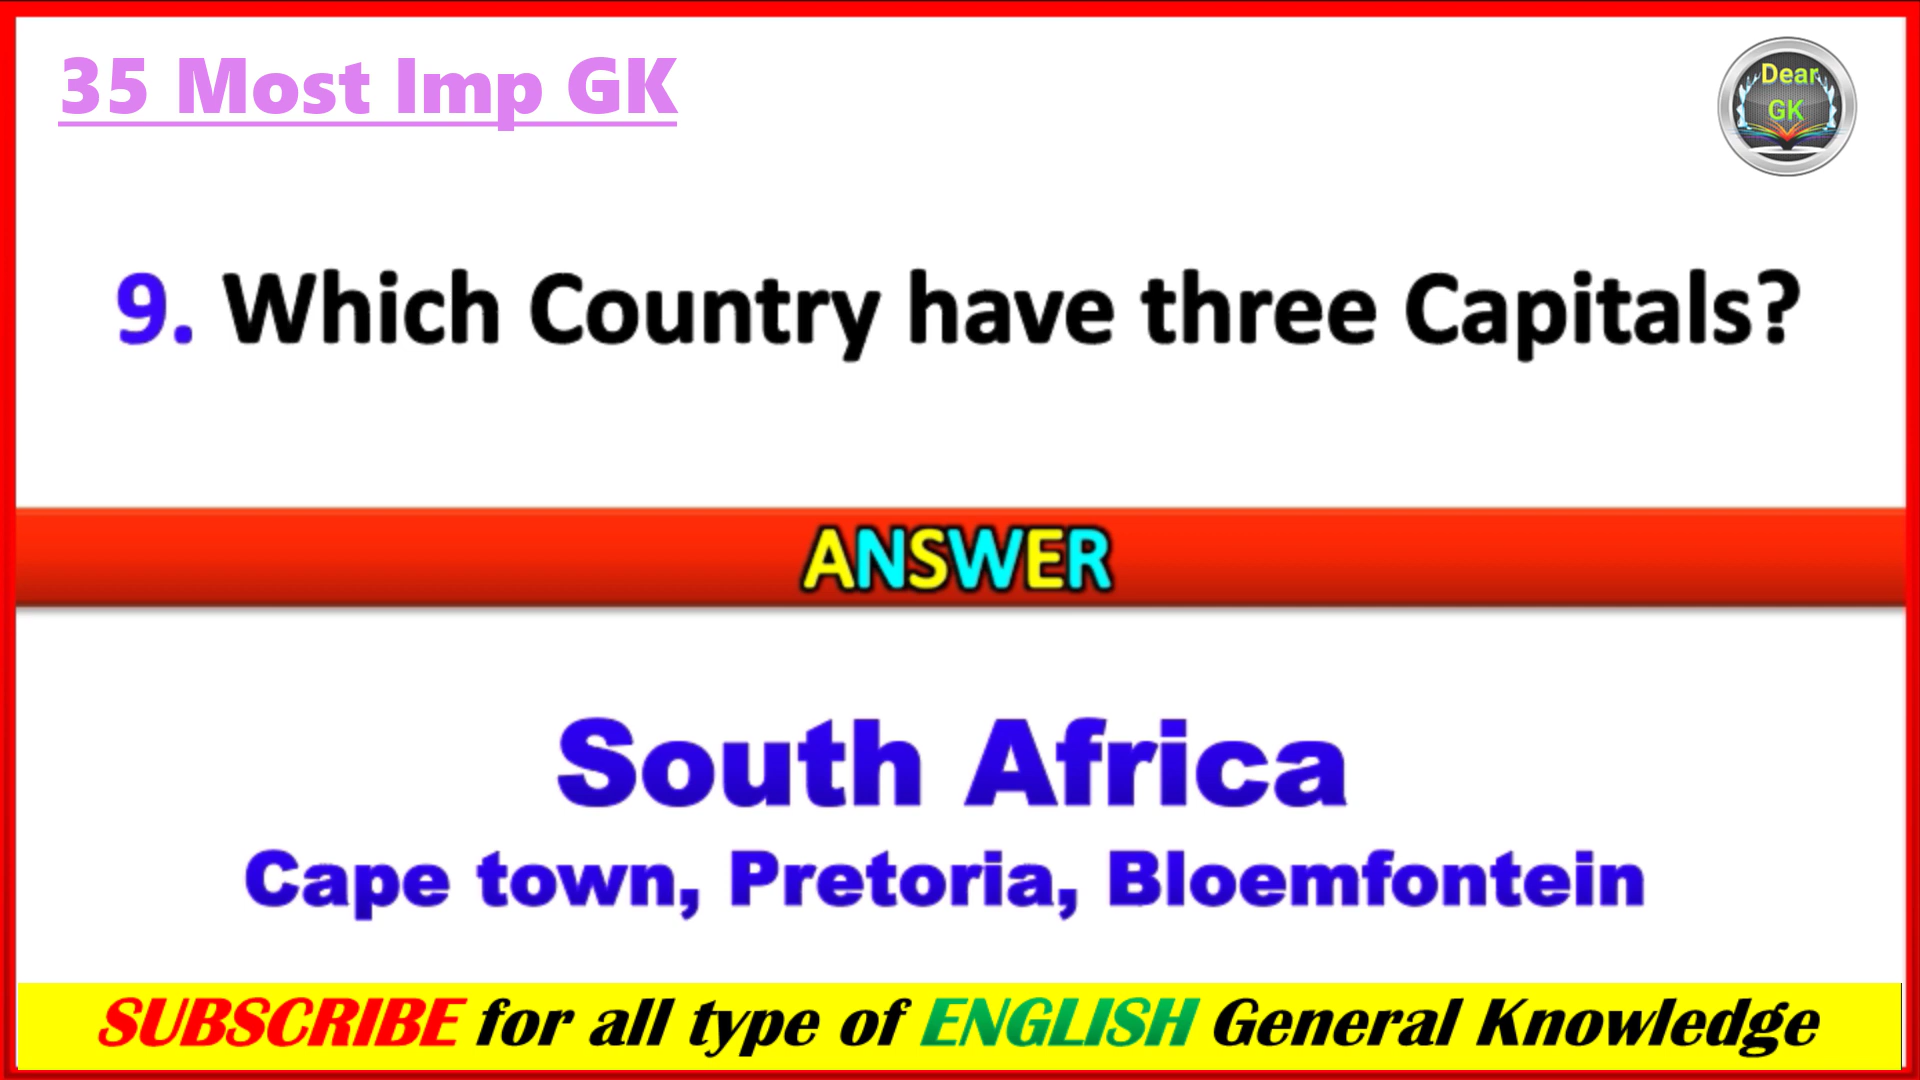 35 Most Imp GK
Dear
GK
9. Which Country have three Capitals?
ANSWER
South Africa
Cape town, Pretoria, Bloemfontein
SUBSCRIBE for all type of ENGLISH General Knowledge